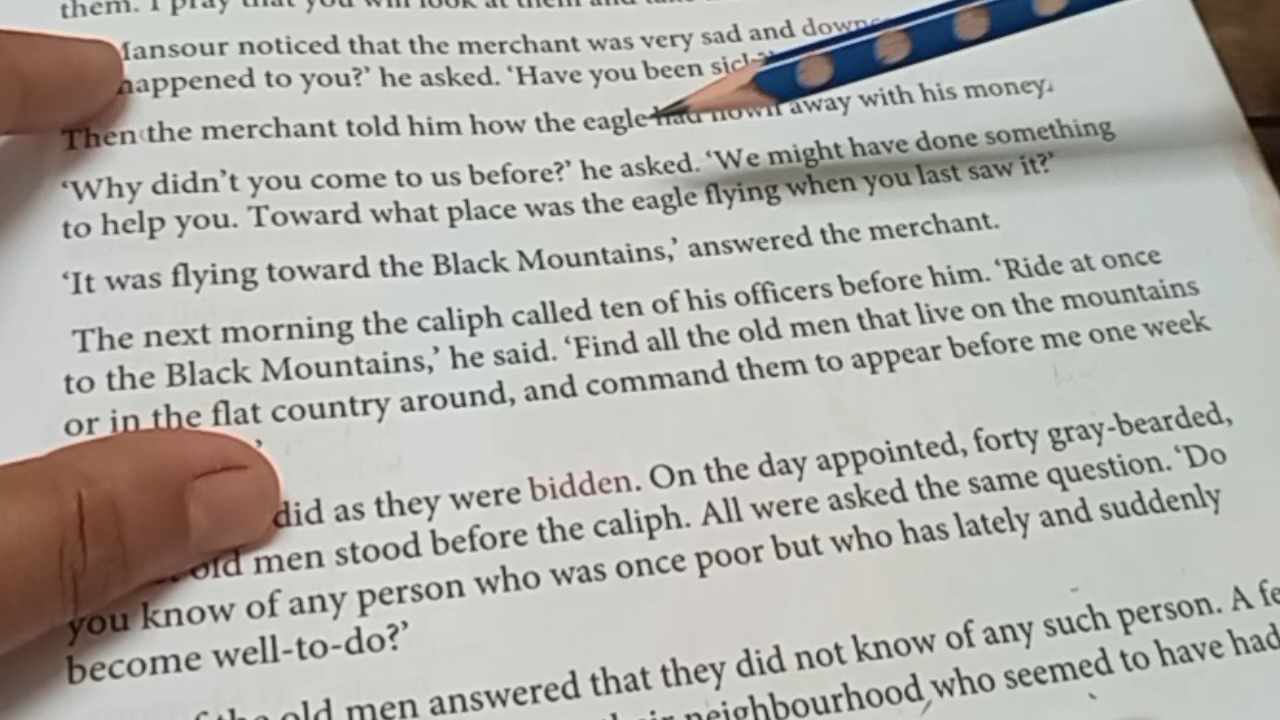 them. I pray that you will look at them and
Mansour noticed that the merchant was very sad and
happened to you?’ he asked. ‘Have you been
Then the merchant told him how the eagle had flown away with his money.
‘Why didn’t you come to us before?’ he asked. ‘We might have done something
to help you. Toward what place was the eagle flying when you last saw it?’
‘It was flying toward the Black Mountains,’ answered the merchant.
The next morning the caliph called ten of his officers before him. ‘Ride at once
to the Black Mountains,’ he said. ‘Find all the old men that live on the mountains
or in the flat country around, and command them to appear before me one week
did as they were bidden. On the day appointed, forty gray-bearded,
old men stood before the caliph. All were asked the same question. ‘Do
you know of any person who was once poor but who has lately and suddenly
become well-to-do?’
old men answered that they did not know of any such person. A
neighbourhood who seemed to have had